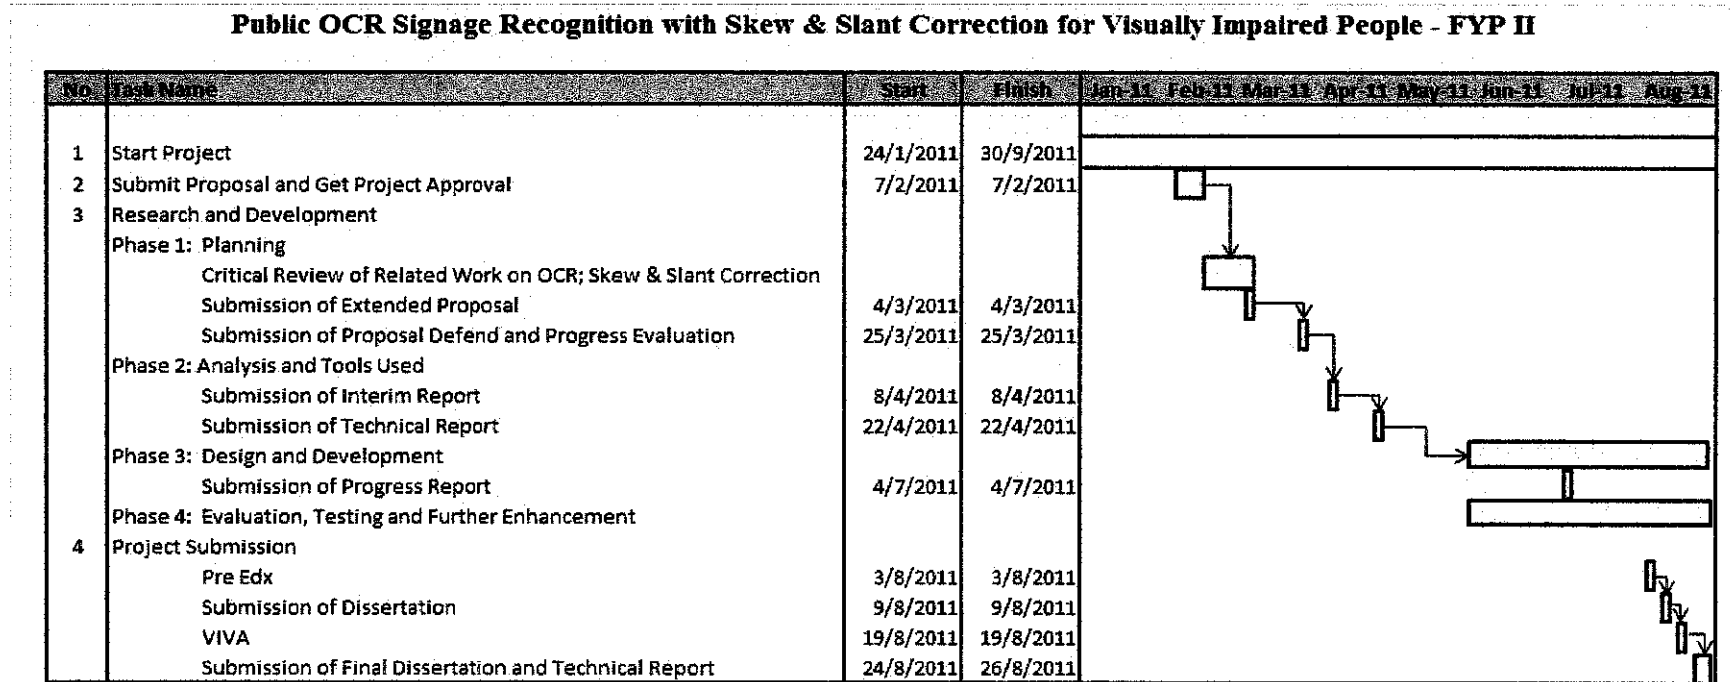 Public OCR Signage Recognition with Skew & Slant Correction for Visually Impaired People - FYP II
No Task Name Start Finish Jan-11 Feb-11 Mar-11 Apr-11 May-11 Jun-11 Jul-11 Aug-11
1 Start Project 24/1/2011 30/9/2011
2 Submit Proposal and Get Project Approval 7/2/2011 7/2/2011
3 Research and Development
Phase 1: Planning
Critical Review of Related Work on OCR; Skew & Slant Correction
Submission of Extended Proposal 4/3/2011 4/3/2011
Submission of Proposal Defend and Progress Evaluation 25/3/2011 25/3/2011
Phase 2: Analysis and Tools Used
Submission of Interim Report 8/4/2011 8/4/2011
Submission of Technical Report 22/4/2011 22/4/2011
Phase 3: Design and Development
Submission of Progress Report 4/7/2011 4/7/2011
Phase 4: Evaluation, Testing and Further Enhancement
4 Project Submission
Pre Edx 3/8/2011 3/8/2011
Submission of Dissertation 9/8/2011 9/8/2011
VIVA 19/8/2011 19/8/2011
Submission of Final Dissertation and Technical Report 24/8/2011 26/8/2011